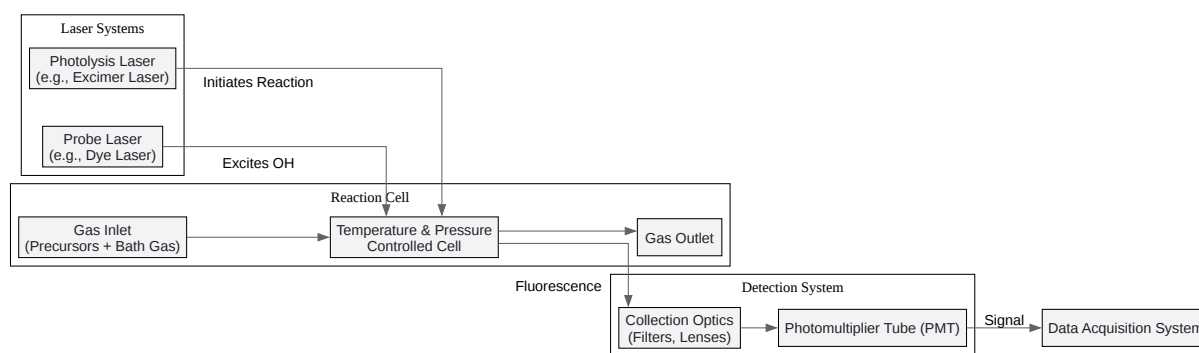 Laser Systems
Photolysis Laser
(e.g., Excimer Laser)
Initiates Reaction
Probe Laser
(e.g., Dye Laser)
Excites OH
Reaction Cell
Gas Inlet
(Precursors + Bath Gas)
Temperature & Pressure
Controlled Cell
Gas Outlet
Fluorescence
Detection System
Collection Optics
(Filters, Lenses)
Photomultiplier Tube (PMT)
Signal
Data Acquisition System